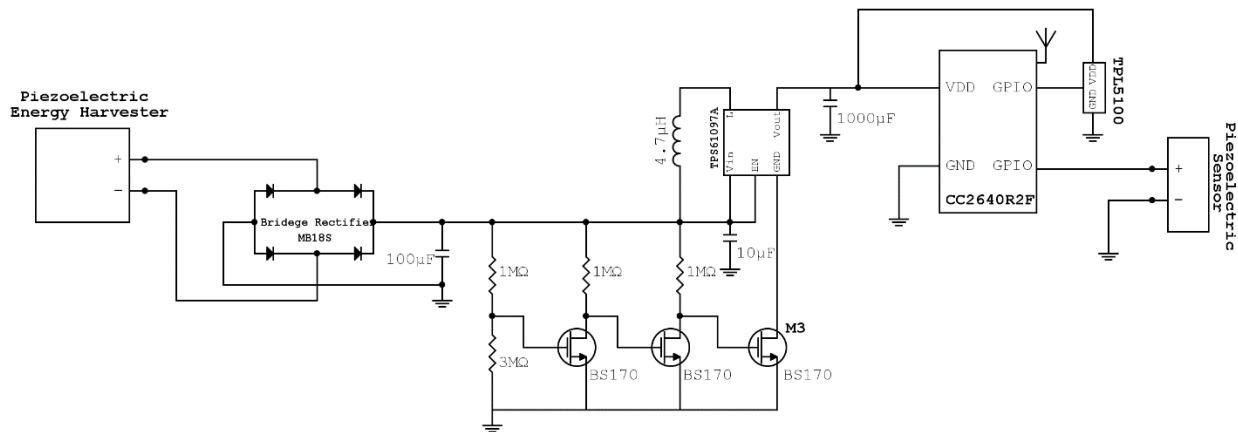 Piezoelectric
Energy Harvester
+
−
Bridege Rectifier
MB18S
100μF
1MΩ
3MΩ
1MΩ
BS170
1MΩ
BS170
M3
BS170
4.7μH
TPS61097A
L
Vout
Vin
EN
GND
10μF
1000μF
VDD
GPIO
GND
GPIO
CC2640R2F
GND VDD
TPL5100
+
−
Piezoelectric
Sensor